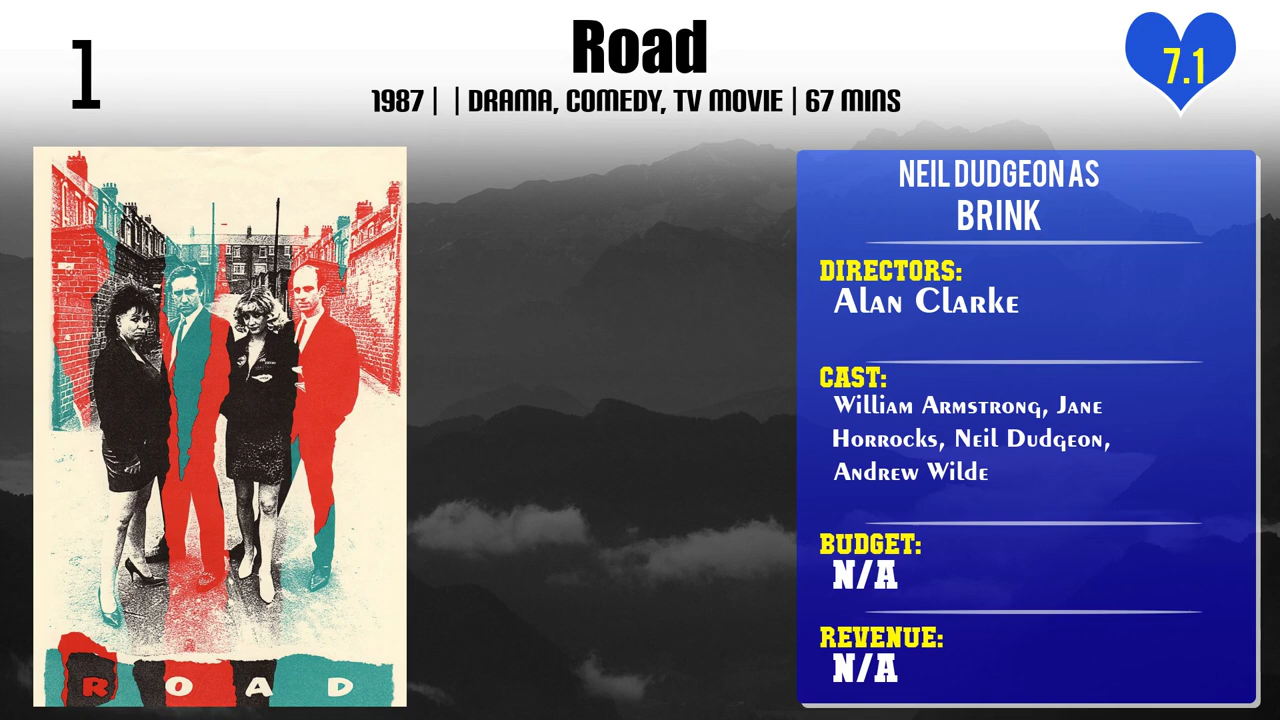 1
Road
7.1
1987 | | DRAMA, COMEDY, TV MOVIE | 67 MINS
NEIL DUDGEON AS
BRINK
DIRECTORS:
Alan Clarke
CAST:
William Armstrong, Jane
Horrocks, Neil Dudgeon,
Andrew Wilde
BUDGET:
N/A
REVENUE:
N/A
R O A D